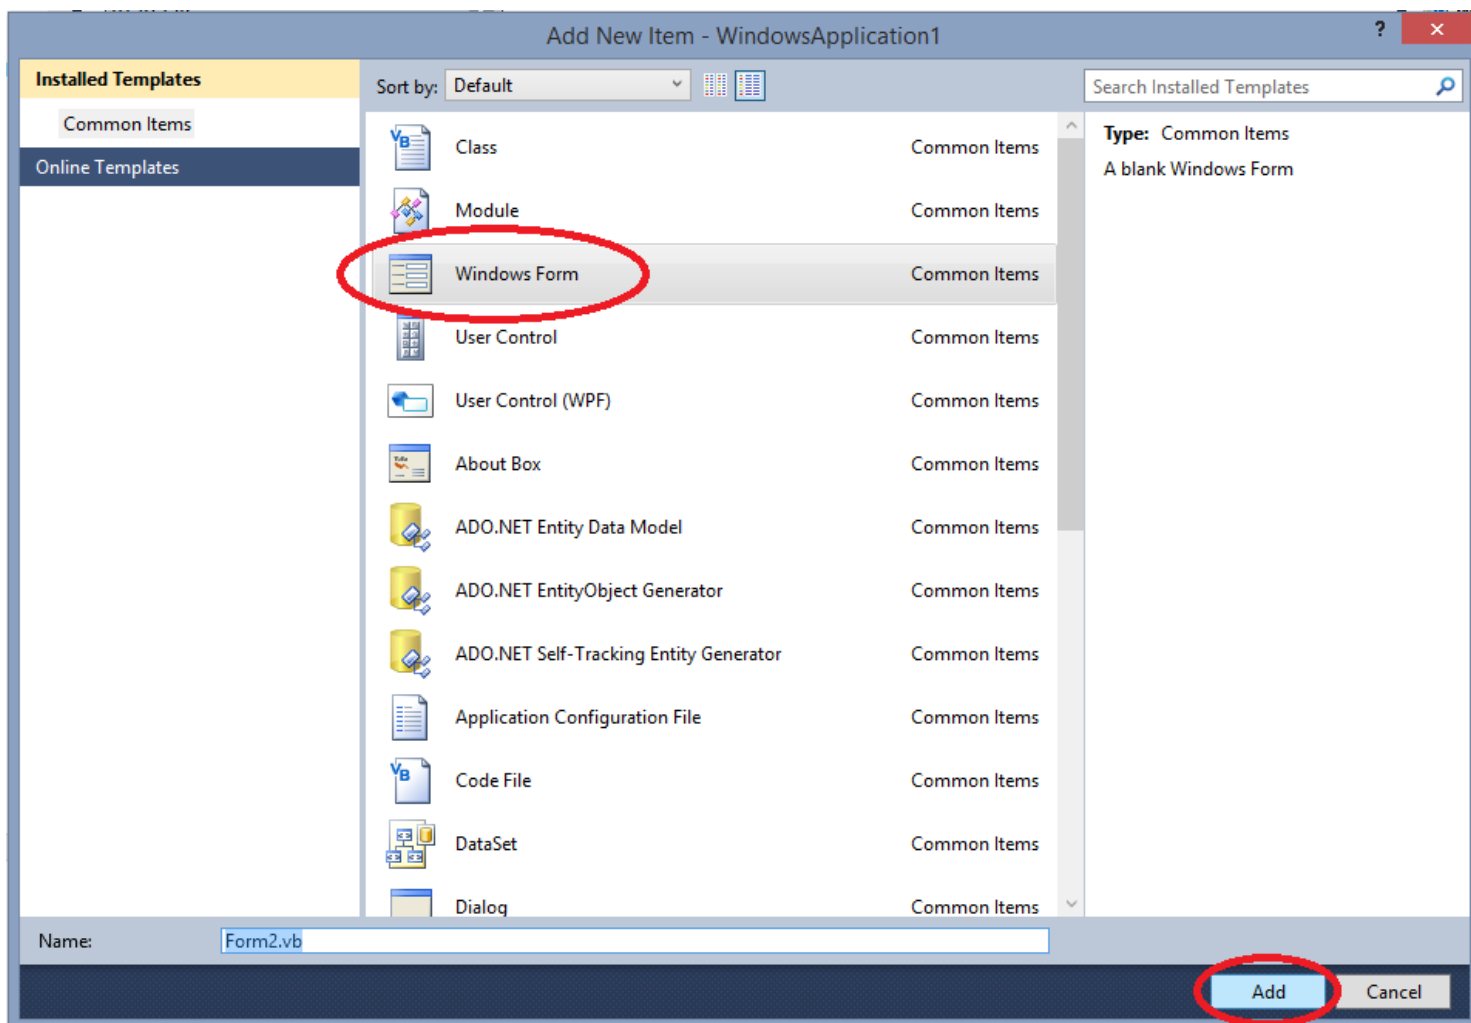 Add New Item - WindowsApplication1
?
Installed Templates
Common Items
Online Templates
Sort by: Default
Search Installed Templates
Class Common Items
Module Common Items
Windows Form Common Items
User Control Common Items
User Control (WPF) Common Items
About Box Common Items
ADO.NET Entity Data Model Common Items
ADO.NET EntityObject Generator Common Items
ADO.NET Self-Tracking Entity Generator Common Items
Application Configuration File Common Items
Code File Common Items
DataSet Common Items
Dialog Common Items
Type: Common Items
A blank Windows Form
Name: Form2.vb
Add Cancel